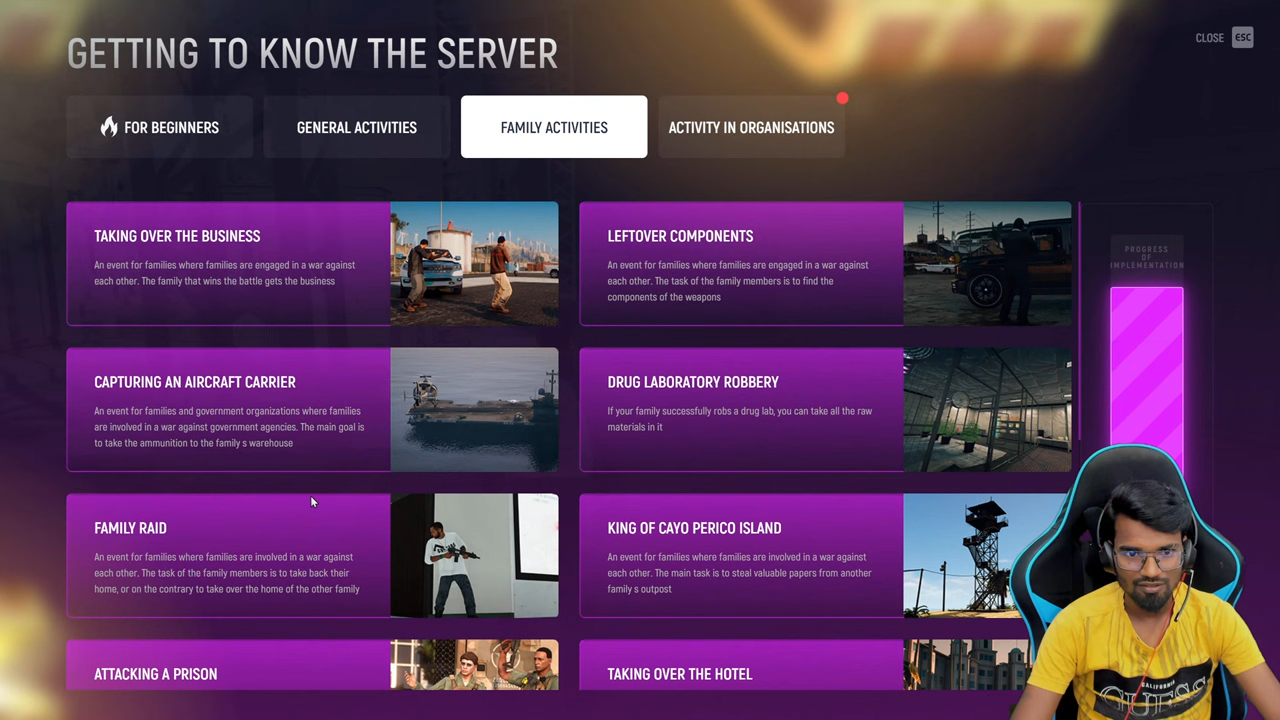 GETTING TO KNOW THE SERVER
CLOSE ESC
FOR BEGINNERS
GENERAL ACTIVITIES
FAMILY ACTIVITIES
ACTIVITY IN ORGANISATIONS
TAKING OVER THE BUSINESS
An event for families where families are engaged in a war against
each other. The family that wins the battle gets the business
LEFTOVER COMPONENTS
An event for families where families are engaged in a war against
each other. The task of the family members is to find the
components of the weapons
PROGRESS
OF
IMPLEMENTATION
CAPTURING AN AIRCRAFT CARRIER
An event for families and government organizations where families
are involved in a war against government agencies. The main goal is
to take the ammunition to the family s warehouse
DRUG LABORATORY ROBBERY
If your family successfully robs a drug lab, you can take all the raw
materials in it
FAMILY RAID
An event for families where families are involved in a war against
each other. The task of the family members is to take back their
home, or on the contrary to take over the home of the other family
KING OF CAYO PERICO ISLAND
An event for families where families are involved in a war against
each other. The main task is to steal valuable papers from another
family s outpost
ATTACKING A PRISON
TAKING OVER THE HOTEL
CALIFORNIA
GUESS